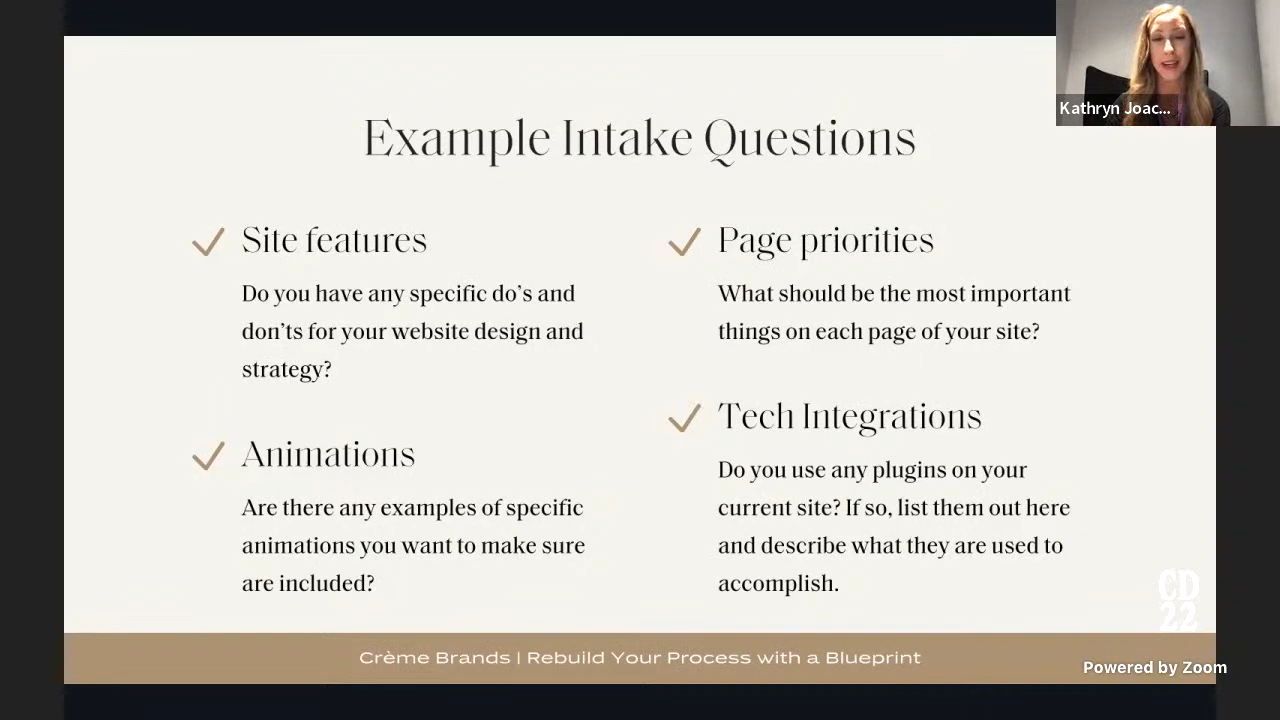 Kathryn Joac...
Example Intake Questions
Site features
Do you have any specific do's and
don'ts for your website design and
strategy?
Animations
Are there any examples of specific
animations you want to make sure
are included?
Page priorities
What should be the most important
things on each page of your site?
Tech Integrations
Do you use any plugins on your
current site? If so, list them out here
and describe what they are used to
accomplish.
CD
22
Crème Brands | Rebuild Your Process with a Blueprint
Powered by Zoom